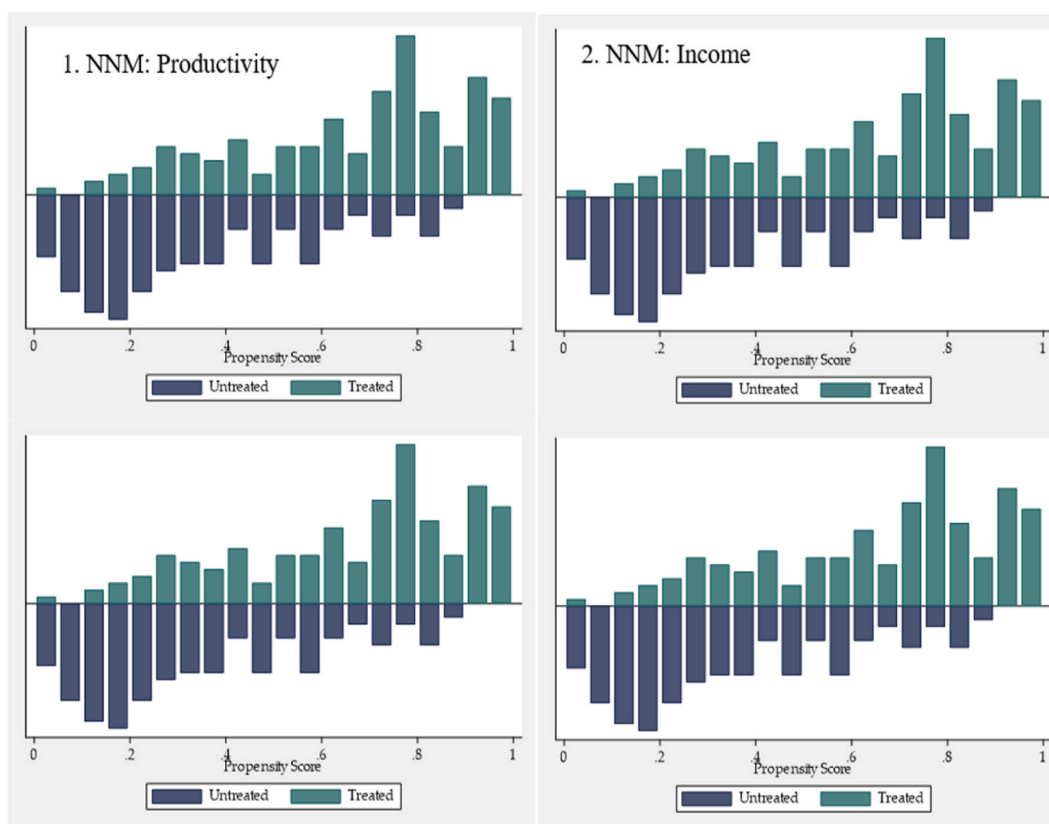 1. NNM: Productivity
0 .2 .4 .6 .8 1
Propensity Score
Untreated Treated
2. NNM: Income
0 .2 .4 .6 .8 1
Propensity Score
Untreated Treated
0 .2 .4 .6 .8 1
Propensity Score
Untreated Treated
0 .2 .4 .6 .8 1
Propensity Score
Untreated Treated